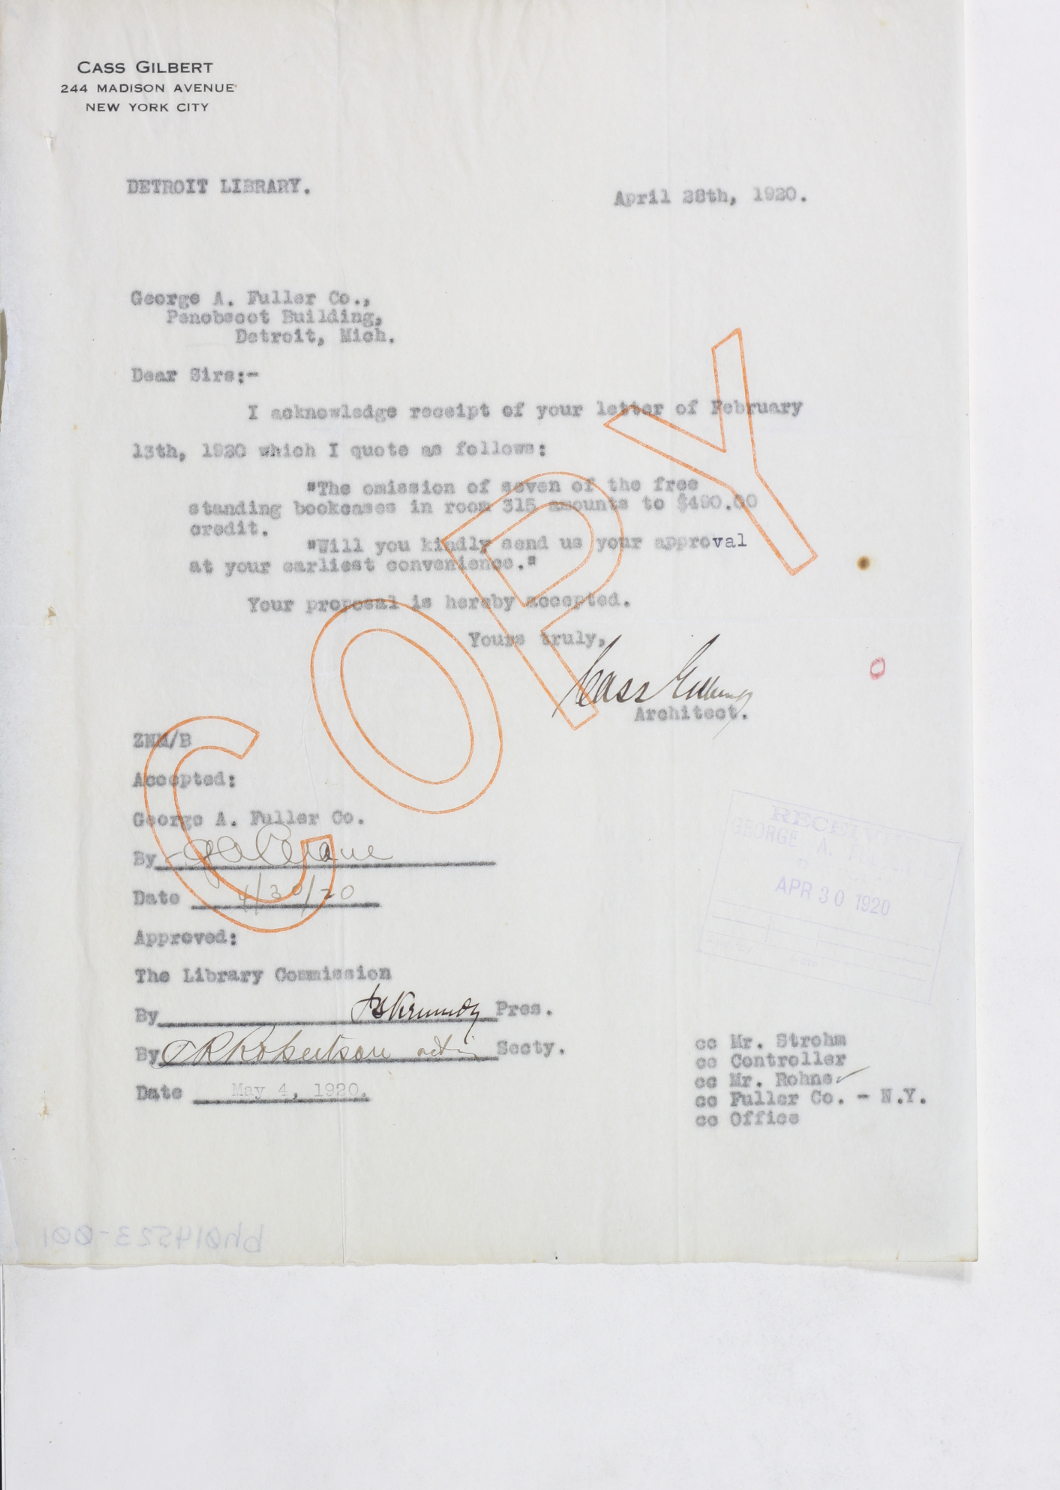 CASS GILBERT
244 MADISON AVENUE
NEW YORK CITY
DETROIT LIBRARY.
April 28th, 1920.
George A. Fuller Co.,
Penobscot Building,
Detroit, Mich.
Dear Sirs:-
I acknowledge receipt of your letter of February
13th, 1920 which I quote as follows:
"The omission of seven of the free
standing bookcases in room 315 amounts to $490.00
credit.
"Will you kindly send us your approval
at your earliest convenience."
Your proposal is hereby accepted.
Yours truly,
Cass Gilbert
Architect.
COPY
ZNM/B
Accepted:
George A. Fuller Co.
By
Date 4/30/20
Approved:
The Library Commission
By Pres.
By Robertson Secty.
Date May 4, 1920.
RECEIVED
GEORGE A.
APR 30 1920
cc Mr. Strohm
cc Controller
cc Mr. Rohns
cc Fuller Co. - N.Y.
cc Office
bh014523-001